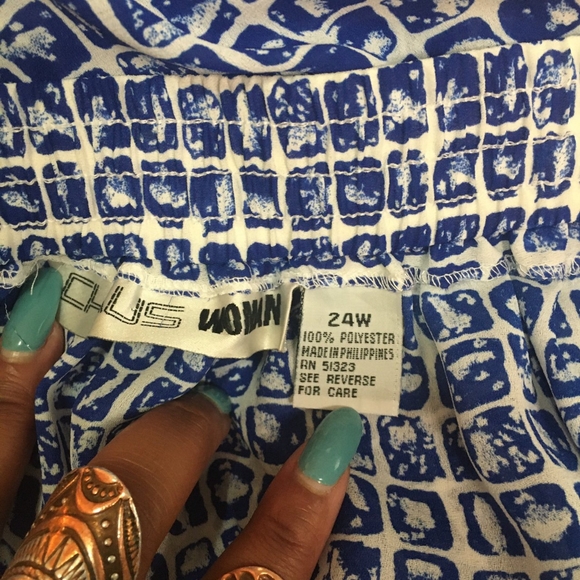 WOMAN
24W
100% POLYESTER
MADE IN PHILIPPINES
RN 51323
SEE REVERSE
FOR CARE